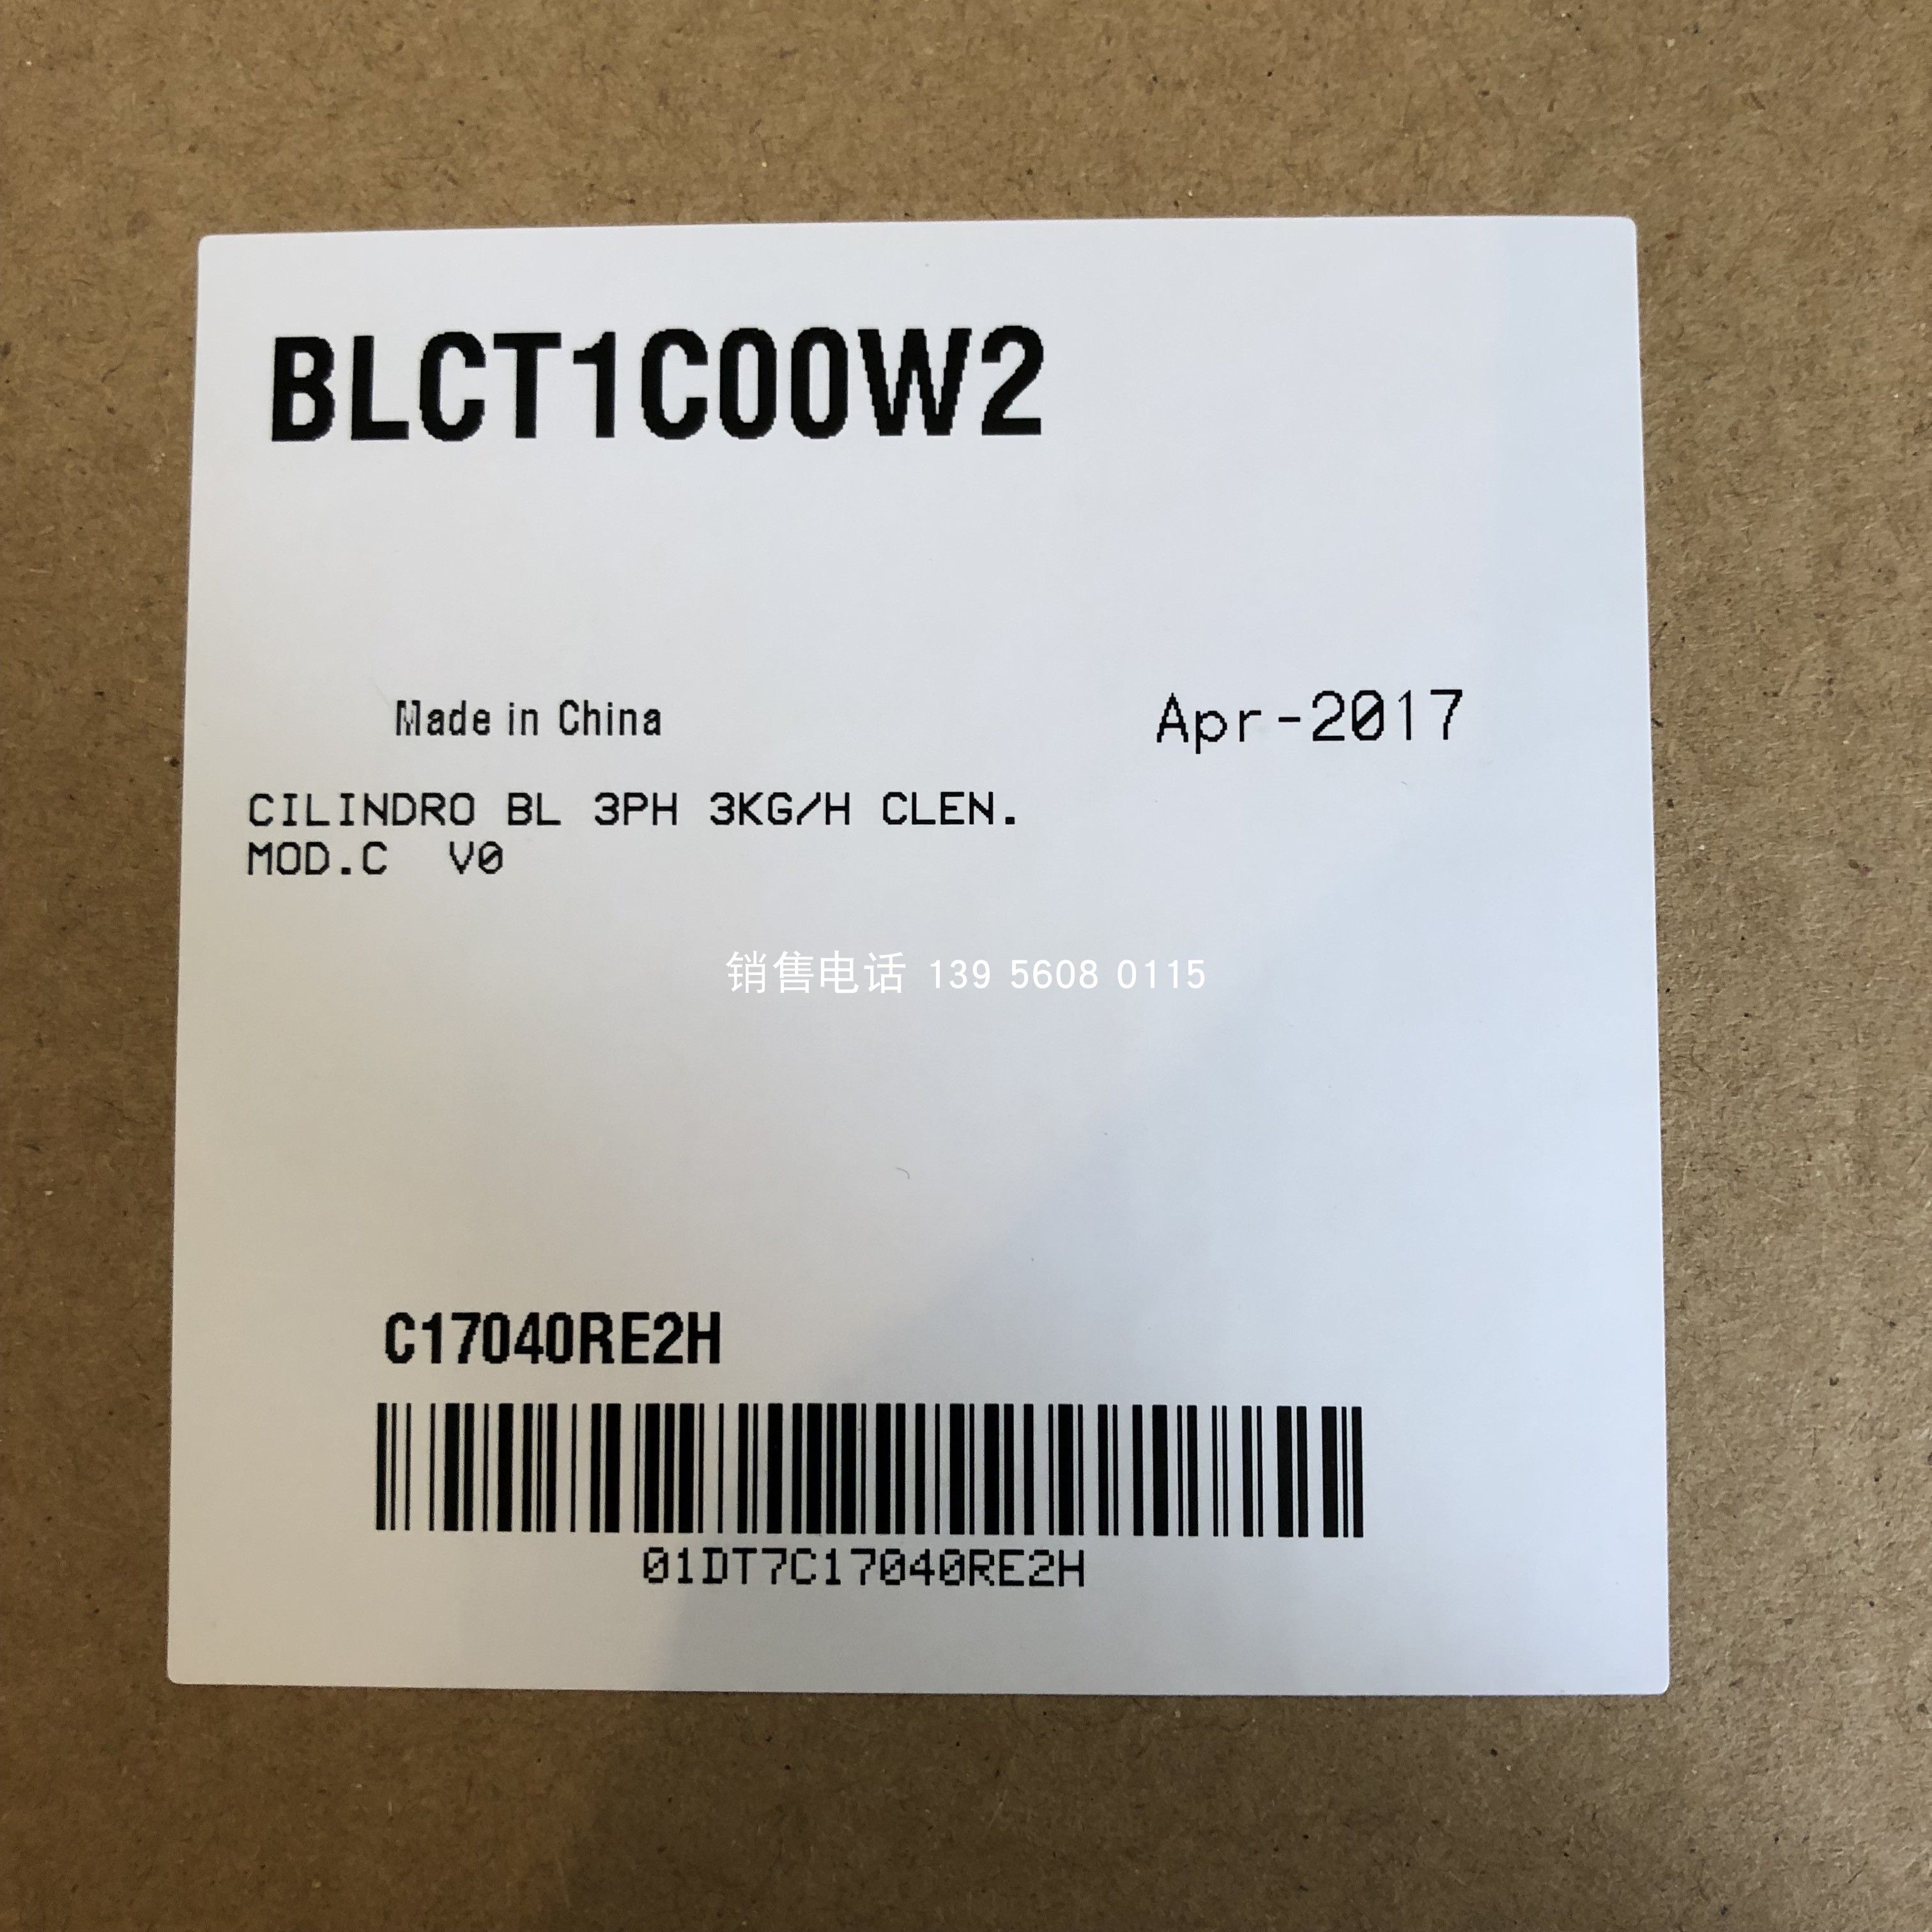 BLCT1C00W2
Made in China
Apr-2017
CILINDRO BL 3PH 3KG/H CLEN.
MOD.C V0
销售电话 139 5608 0115
C17040RE2H
01DT7C17040RE2H